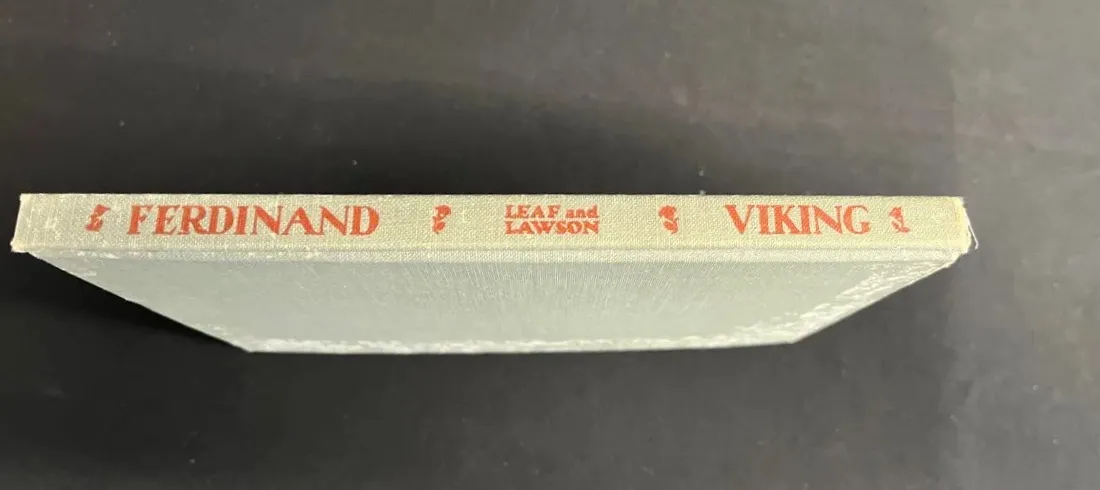 FERDINAND
LEAF and
LAWSON
VIKING